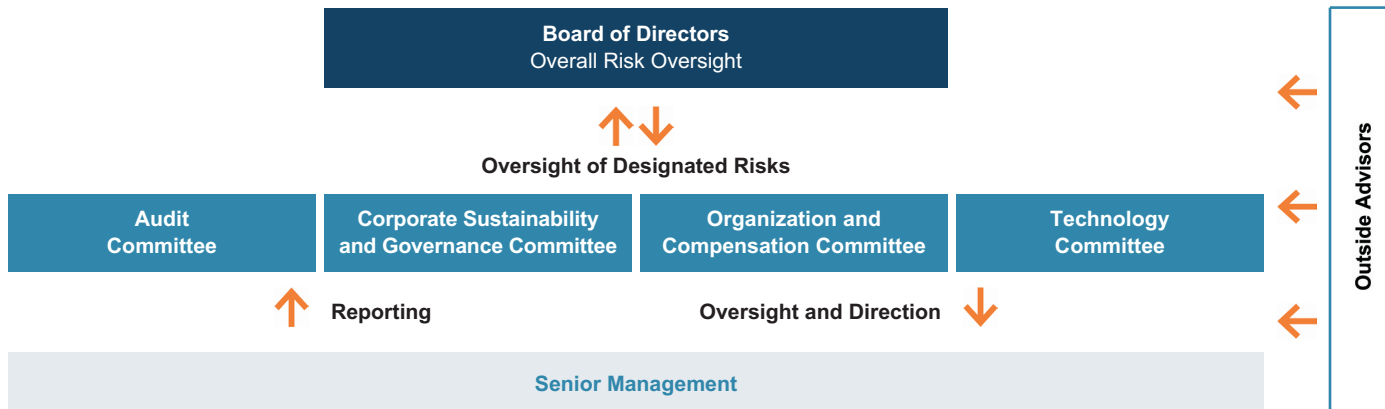 Board of Directors
Overall Risk Oversight
Oversight of Designated Risks
Audit
Committee
Corporate Sustainability
and Governance Committee
Organization and
Compensation Committee
Technology
Committee
Reporting
Oversight and Direction
Senior Management
Outside Advisors